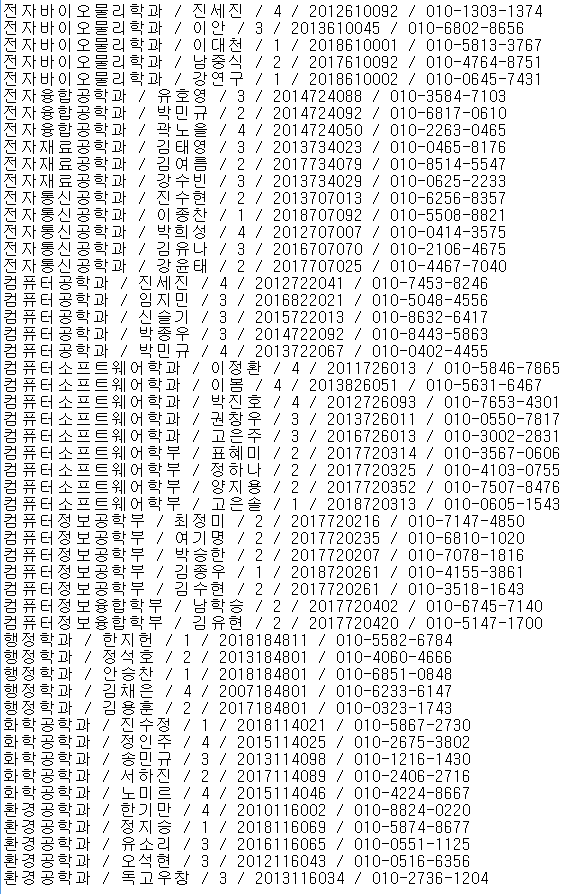 전자바이오물리학과 / 진세진 / 4 / 2012610092 / 010-1303-1374
전자바이오물리학과 / 이안 / 3 / 2013610045 / 010-6802-8656
전자바이오물리학과 / 이대천 / 1 / 2018610001 / 010-5813-3767
전자바이오물리학과 / 남중식 / 2 / 2017610092 / 010-4764-8751
전자바이오물리학과 / 강연구 / 1 / 2018610002 / 010-0645-7431
전자융합공학과 / 유호영 / 3 / 2014724088 / 010-3584-7103
전자융합공학과 / 박민규 / 2 / 2014724092 / 010-6817-0610
전자융합공학과 / 곽노을 / 4 / 2014724050 / 010-2263-0465
전자재료공학과 / 김태영 / 3 / 2013734023 / 010-0465-8176
전자재료공학과 / 김여름 / 2 / 2017734079 / 010-8514-5547
전자재료공학과 / 강수빈 / 3 / 2013734029 / 010-0625-2233
전자통신공학과 / 진수현 / 2 / 2013707013 / 010-6256-8357
전자통신공학과 / 이종찬 / 1 / 2018707092 / 010-5508-8821
전자통신공학과 / 박희성 / 4 / 2012707007 / 010-0414-3575
전자통신공학과 / 김유나 / 3 / 2016707070 / 010-2106-4675
전자통신공학과 / 강윤태 / 2 / 2017707025 / 010-4467-7040
컴퓨터공학과 / 진세진 / 4 / 2012722041 / 010-7453-8246
컴퓨터공학과 / 임지민 / 3 / 2016822021 / 010-5048-4556
컴퓨터공학과 / 신슬기 / 3 / 2015722013 / 010-8632-6417
컴퓨터공학과 / 박종우 / 3 / 2014722092 / 010-8443-5863
컴퓨터공학과 / 박민규 / 4 / 2013722067 / 010-0402-4455
컴퓨터소프트웨어학과 / 이정환 / 4 / 2011726013 / 010-5846-7865
컴퓨터소프트웨어학과 / 이봄 / 4 / 2013826051 / 010-5631-6467
컴퓨터소프트웨어학과 / 박진호 / 4 / 2012726093 / 010-7653-4301
컴퓨터소프트웨어학과 / 권창우 / 3 / 2013726011 / 010-0550-7817
컴퓨터소프트웨어학과 / 고은주 / 3 / 2016726013 / 010-3002-2831
컴퓨터소프트웨어학부 / 표혜미 / 2 / 2017720314 / 010-3567-0606
컴퓨터소프트웨어학부 / 정하나 / 2 / 2017720325 / 010-4103-0755
컴퓨터소프트웨어학부 / 양지용 / 2 / 2017720352 / 010-7507-8476
컴퓨터소프트웨어학부 / 고은솔 / 1 / 2018720313 / 010-0605-1543
컴퓨터정보공학부 / 최정미 / 2 / 2017720216 / 010-7147-4850
컴퓨터정보공학부 / 여기명 / 2 / 2017720235 / 010-6810-1020
컴퓨터정보공학부 / 박승한 / 2 / 2017720207 / 010-7078-1816
컴퓨터정보공학부 / 김종우 / 1 / 2018720261 / 010-4155-3861
컴퓨터정보공학부 / 김수현 / 2 / 2017720261 / 010-3518-1643
컴퓨터정보융합학부 / 남학승 / 2 / 2017720402 / 010-6745-7140
컴퓨터정보융합학부 / 김유현 / 2 / 2017720420 / 010-5147-1700
행정학과 / 한지헌 / 1 / 2018184811 / 010-5582-6784
행정학과 / 정석호 / 2 / 2013184801 / 010-4060-4666
행정학과 / 안승찬 / 1 / 2018184801 / 010-6851-0848
행정학과 / 김채은 / 4 / 2007184801 / 010-6233-6147
행정학과 / 김용훈 / 2 / 2017184801 / 010-0323-1743
화학공학과 / 진수정 / 1 / 2018114021 / 010-5867-2730
화학공학과 / 정인주 / 4 / 2015114025 / 010-2675-3802
화학공학과 / 송민규 / 3 / 2013114098 / 010-1216-1430
화학공학과 / 서하진 / 2 / 2017114089 / 010-2406-2716
화학공학과 / 노미르 / 4 / 2015114046 / 010-4224-8667
환경공학과 / 한기만 / 4 / 2010116002 / 010-8824-0220
환경공학과 / 정지승 / 1 / 2018116069 / 010-5874-8677
환경공학과 / 유소리 / 3 / 2016116065 / 010-0551-1125
환경공학과 / 오석현 / 3 / 2012116043 / 010-0516-6356
환경공학과 / 독고우창 / 3 / 2013116034 / 010-2736-1204